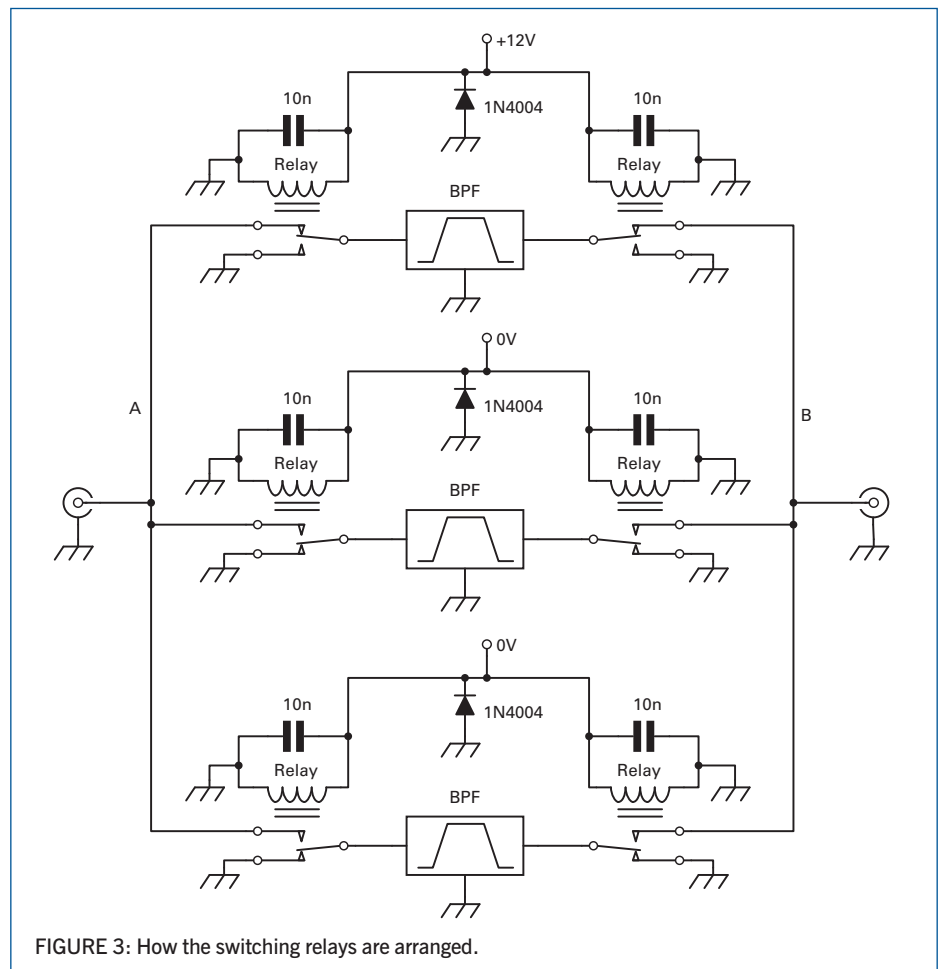 +12V
10n
1N4004
10n
Relay
BPF
Relay
0V
A
10n
1N4004
10n
B
Relay
BPF
Relay
0V
10n
1N4004
10n
Relay
BPF
Relay
FIGURE 3: How the switching relays are arranged.